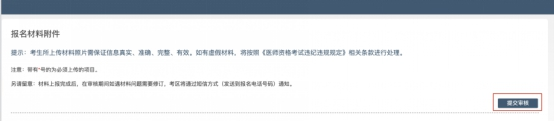 报名材料附件
提示：考生所上传材料照片需保证信息真实、准确、完整、有效。如有虚假材料，将按照《医师资格考试违纪违规规定》相关条款进行处理。
注意：带有*号的为必须上传的项目。
另请留意：材料上报完成后，在审核期间如遇材料问题需要修订，考区将通过短信方式（发送到报名电话号码）通知。
提交审核